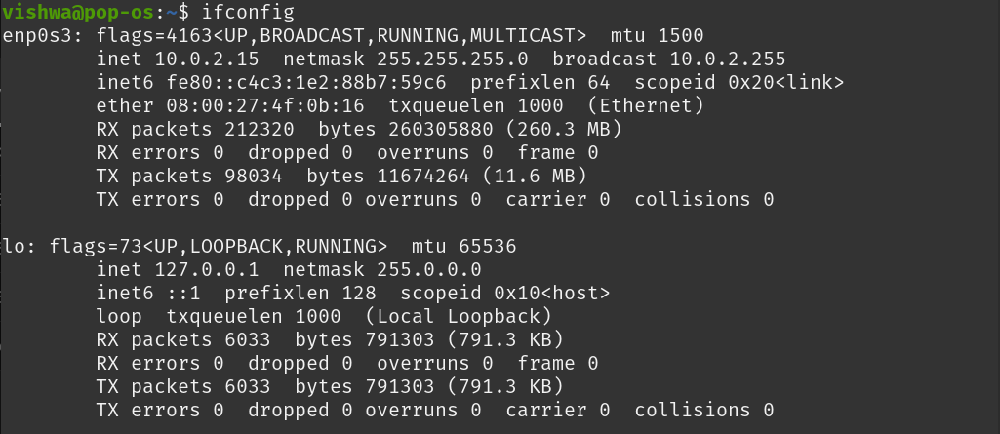 vishwa@pop-os:~$ ifconfig
enp0s3: flags=4163<UP,BROADCAST,RUNNING,MULTICAST>  mtu 1500
        inet 10.0.2.15  netmask 255.255.255.0  broadcast 10.0.2.255
        inet6 fe80::c4c3:1e2:88b7:59c6  prefixlen 64  scopeid 0x20<link>
        ether 08:00:27:4f:0b:16  txqueuelen 1000  (Ethernet)
        RX packets 212320  bytes 260305880 (260.3 MB)
        RX errors 0  dropped 0  overruns 0  frame 0
        TX packets 98034  bytes 11674264 (11.6 MB)
        TX errors 0  dropped 0 overruns 0  carrier 0  collisions 0

lo: flags=73<UP,LOOPBACK,RUNNING>  mtu 65536
        inet 127.0.0.1  netmask 255.0.0.0
        inet6 ::1  prefixlen 128  scopeid 0x10<host>
        loop  txqueuelen 1000  (Local Loopback)
        RX packets 6033  bytes 791303 (791.3 KB)
        RX errors 0  dropped 0  overruns 0  frame 0
        TX packets 6033  bytes 791303 (791.3 KB)
        TX errors 0  dropped 0 overruns 0  carrier 0  collisions 0